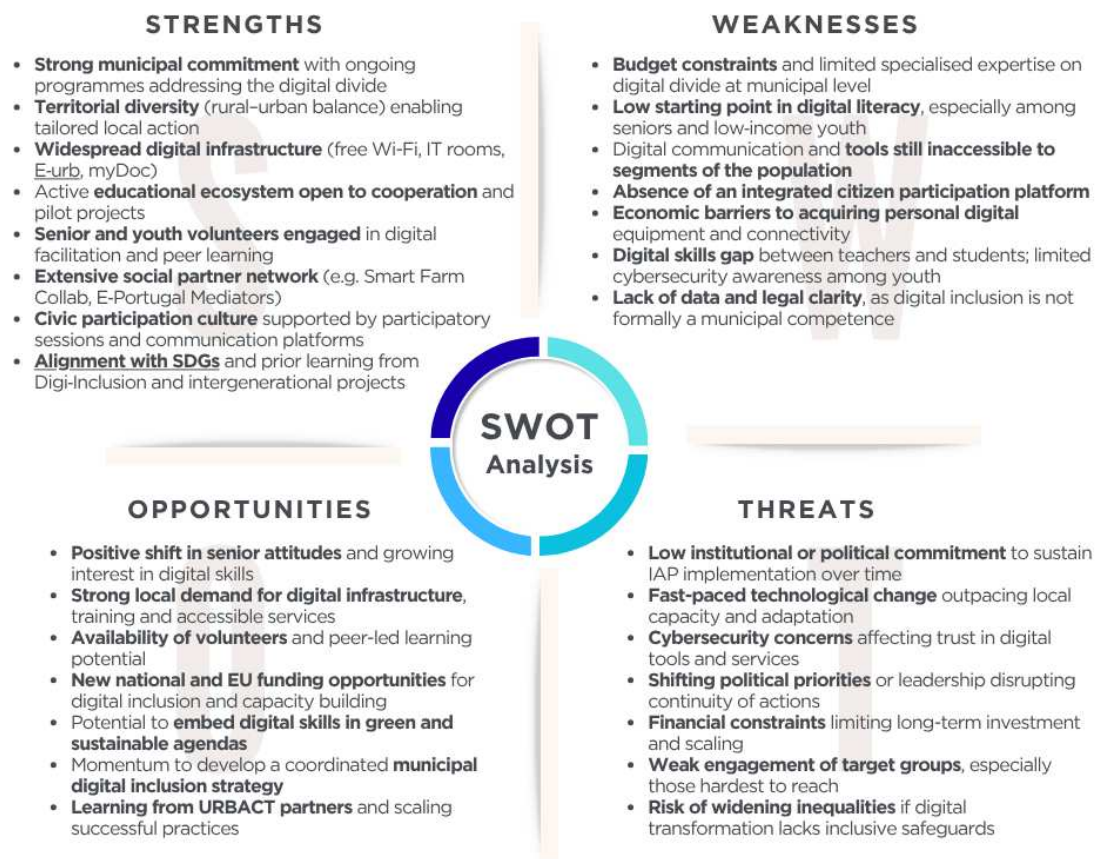 STRENGTHS
• Strong municipal commitment with ongoing
programmes addressing the digital divide
• Territorial diversity (rural–urban balance) enabling
tailored local action
• Widespread digital infrastructure (free Wi-Fi, IT rooms,
E-urb, myDoc)
• Active educational ecosystem open to cooperation and
pilot projects
• Senior and youth volunteers engaged in digital
facilitation and peer learning
• Extensive social partner network (e.g. Smart Farm
Collab, E-Portugal Mediators)
• Civic participation culture supported by participatory
sessions and communication platforms
• Alignment with SDGs and prior learning from
Digi-Inclusion and intergenerational projects
WEAKNESSES
• Budget constraints and limited specialised expertise on
digital divide at municipal level
• Low starting point in digital literacy, especially among
seniors and low-income youth
• Digital communication and tools still inaccessible to
segments of the population
• Absence of an integrated citizen participation platform
• Economic barriers to acquiring personal digital
equipment and connectivity
• Digital skills gap between teachers and students; limited
cybersecurity awareness among youth
• Lack of data and legal clarity, as digital inclusion is not
formally a municipal competence
SWOT
Analysis
OPPORTUNITIES
• Positive shift in senior attitudes and growing
interest in digital skills
• Strong local demand for digital infrastructure,
training and accessible services
• Availability of volunteers and peer-led learning
potential
• New national and EU funding opportunities for
digital inclusion and capacity building
• Potential to embed digital skills in green and
sustainable agendas
• Momentum to develop a coordinated municipal
digital inclusion strategy
• Learning from URBACT partners and scaling
successful practices
THREATS
• Low institutional or political commitment to sustain
IAP implementation over time
• Fast-paced technological change outpacing local
capacity and adaptation
• Cybersecurity concerns affecting trust in digital
tools and services
• Shifting political priorities or leadership disrupting
continuity of actions
• Financial constraints limiting long-term investment
and scaling
• Weak engagement of target groups, especially
those hardest to reach
• Risk of widening inequalities if digital
transformation lacks inclusive safeguards
S
W
O
T